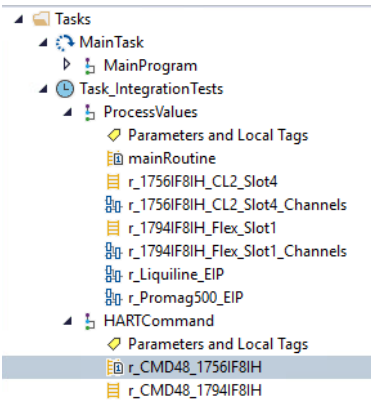 Tasks
MainTask
MainProgram
Task_IntegrationTests
ProcessValues
Parameters and Local Tags
mainRoutine
r_1756IF8IH_CL2_Slot4
r_1756IF8IH_CL2_Slot4_Channels
r_1794IF8IH_Flex_Slot1
r_1794IF8IH_Flex_Slot1_Channels
r_Liquiline_EIP
r_Promag500_EIP
HARTCommand
Parameters and Local Tags
r_CMD48_1756IF8IH
r_CMD48_1794IF8IH